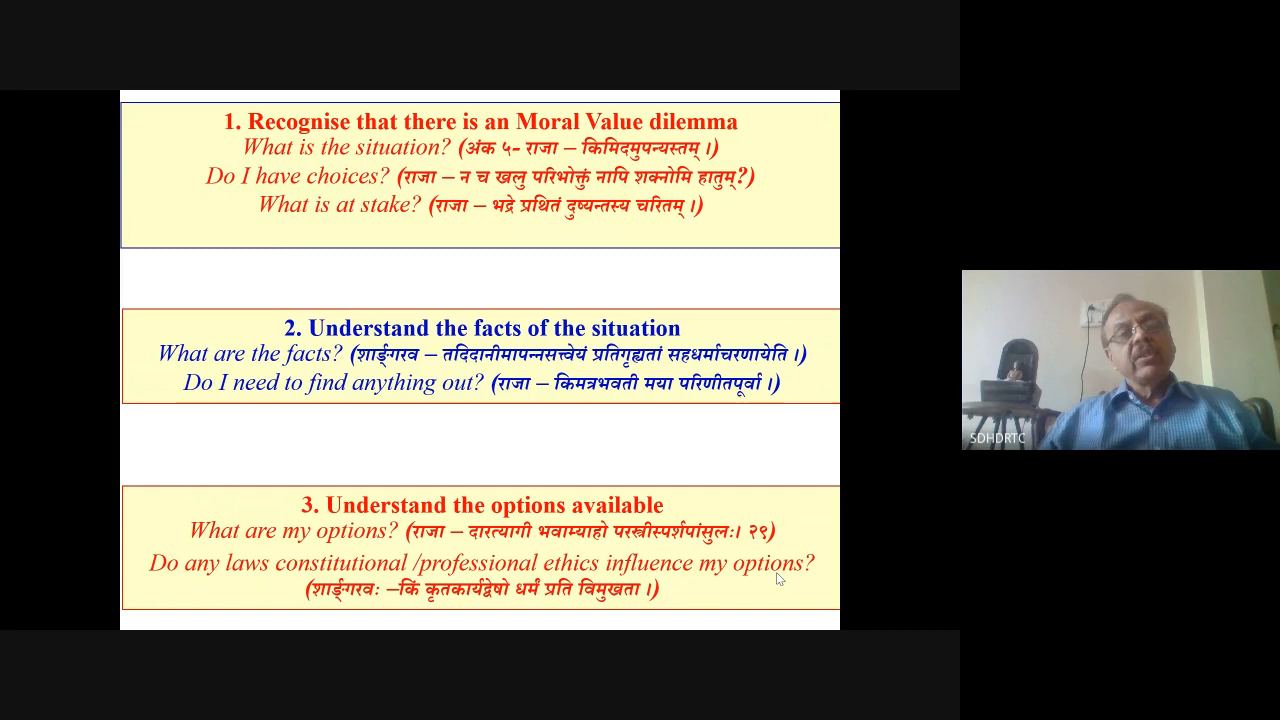 1. Recognise that there is an Moral Value dilemma
What is the situation? (अंक ५- राजा – किमिदमुपन्यस्तम् ।)
Do I have choices? (राजा – न च खलु परिभोक्तुं नापि शक्नोमि हातुम्?)
What is at stake? (राजा – भद्रे प्रथितं दुष्यन्तस्य चरितम् ।)
2. Understand the facts of the situation
What are the facts? (शार्ङ्गरव – तदिदानीमापन्नसत्त्वेयं प्रतिगृह्यतां सहधर्माचरणायेति ।)
Do I need to find anything out? (राजा – किमत्रभवती मया परिणीतपूर्वा ।)
3. Understand the options available
What are my options? (राजा – दारत्यागी भवाम्याहो परस्त्रीस्पर्शपांसुलः। २९)
Do any laws constitutional /professional ethics influence my options?
(शार्ङ्गरवः –किं कृतकार्यद्वेषो धर्मं प्रति विमुखता ।)
SDHDRTC